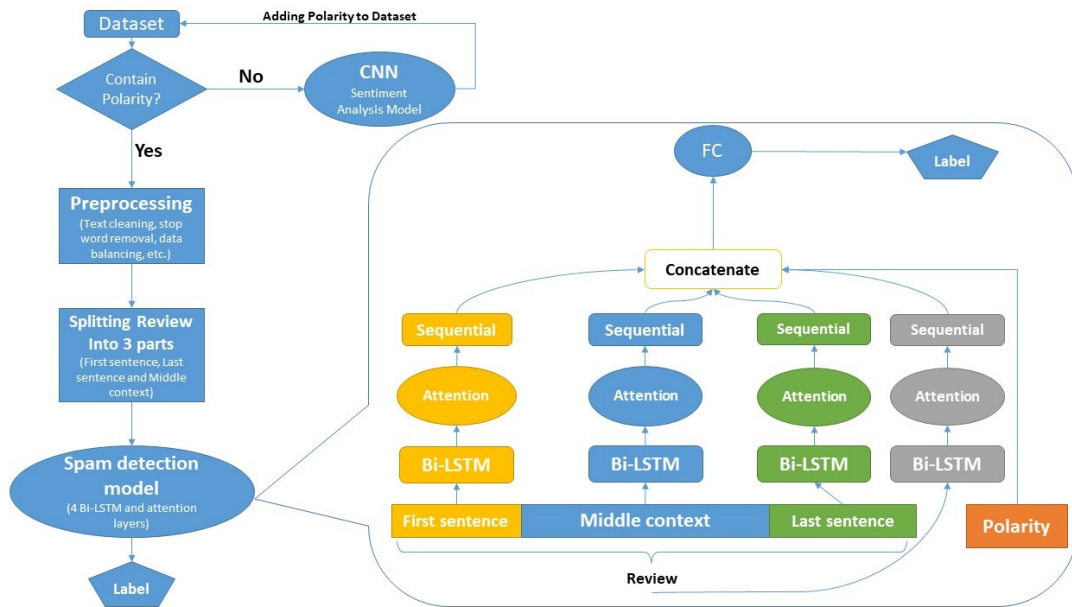 Dataset
Adding Polarity to Dataset
Contain
Polarity?
No
CNN
Sentiment
Analysis Model
Yes
Preprocessing
(Text cleaning, stop
word removal, data
balancing, etc.)
Splitting Review
Into 3 parts
(First sentence, Last
sentence and Middle
context)
Spam detection
model
(4 Bi-LSTM and attention
layers)
Label
FC
Label
Concatenate
Sequential
Sequential
Sequential
Sequential
Attention
Attention
Attention
Attention
Bi-LSTM
Bi-LSTM
Bi-LSTM
Bi-LSTM
First sentence
Middle context
Last sentence
Polarity
Review